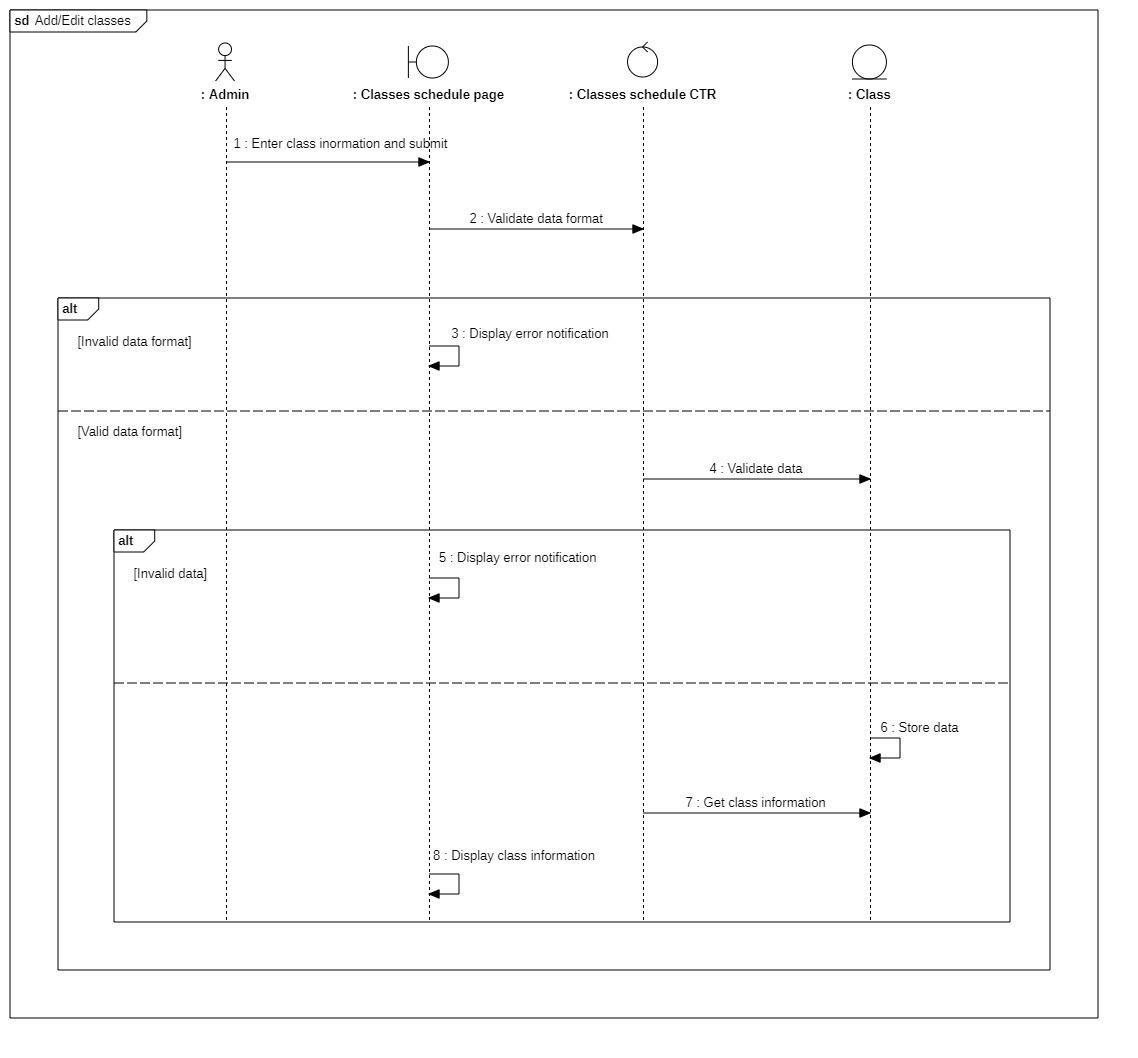 sd Add/Edit classes
: Admin
: Classes schedule page
: Classes schedule CTR
: Class
1 : Enter class inormation and submit
2 : Validate data format
alt
3 : Display error notification
[Invalid data format]
[Valid data format]
4 : Validate data
alt
5 : Display error notification
[Invalid data]
6 : Store data
7 : Get class information
8 : Display class information